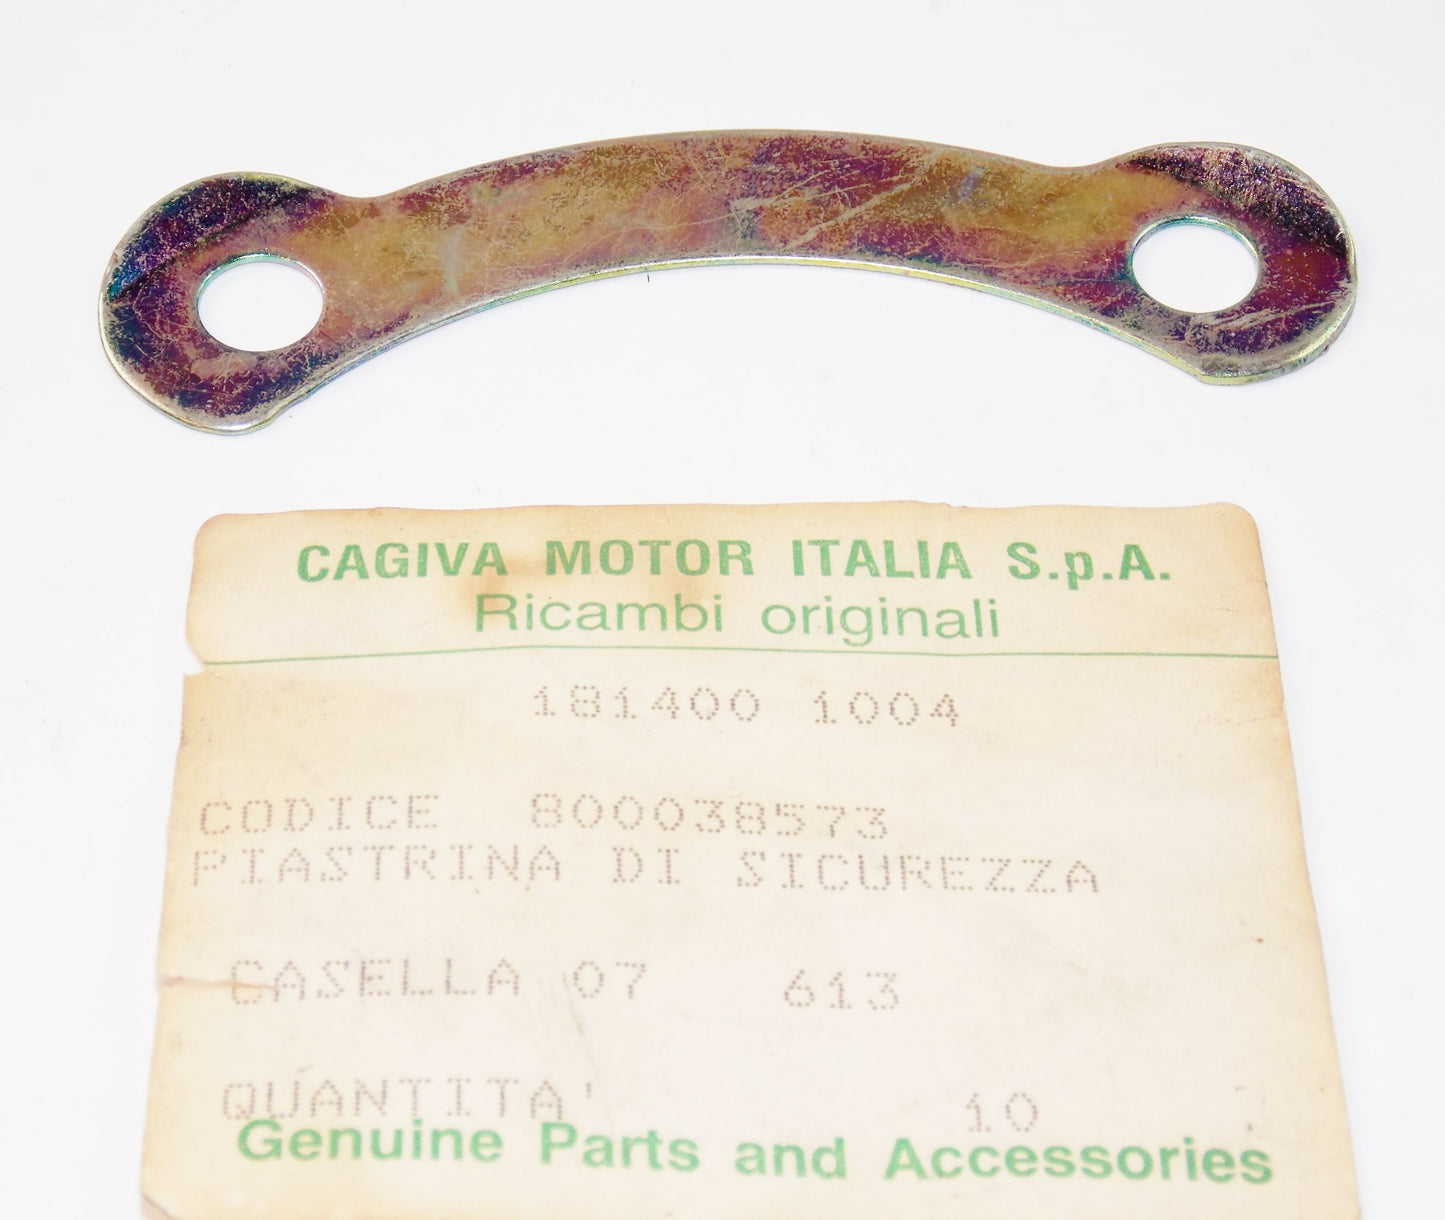 CAGIVA MOTOR ITALIA S.p.A.
Ricambi originali
181400 1004
CODICE 800038573
PIASTRINA DI SICUREZZA
CASELLA 07 613
QUANTITA' 10
Genuine Parts and Accessories